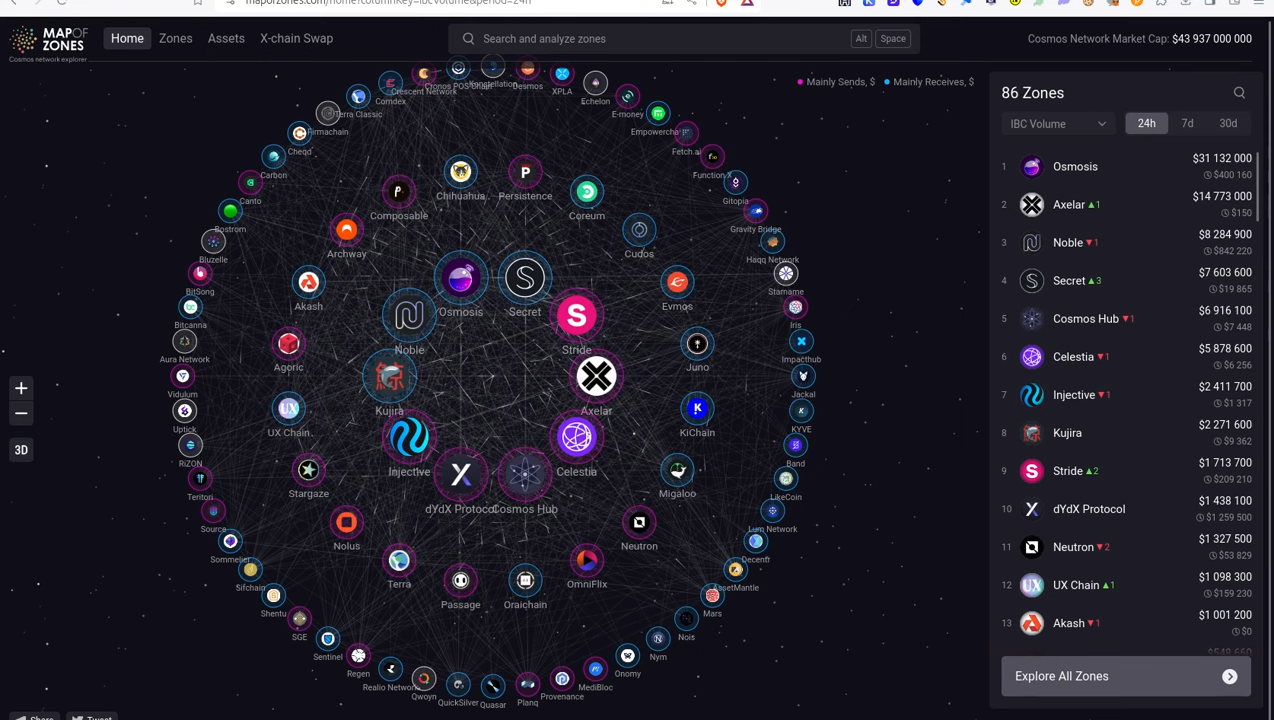 maporzones.com/home?columnKey=ibcVolume&period=24h
MAPOF
ZONES
Cosmos network explorer
Home
Zones
Assets
X-chain Swap
Search and analyze zones
Alt
Space
Cosmos Network Market Cap: $43 937 000 000
Mainly Sends, $
Mainly Receives, $
Crescent Network
Cronos POS Chain
Konstellation
Desmos
XPLA
Echelon
E-money
Empowerchain
Fetch.ai
Function X
Gitopia
Gravity Bridge
Haqq Network
Starname
Iris
Impacthub
Jackal
KYVE
Band
LikeCoin
Lum Network
Decentr
AssetMantle
Mars
Nois
Nym
Onomy
MediBloc
Provenance
Planq
Quasar
QuickSilver
Qwoyn
Realio Network
Regen
Sentinel
SGE
Shentu
Sifchain
Sommelier
Source
Teritori
RiZON
Uptick
Vidulum
Aura Network
Bitcanna
BitSong
Bluzelle
Bostrom
Canto
Carbon
Cheqd
Firmachain
Terra Classic
Comdex
Chihuahua
Persistence
Coreum
Cudos
Evmos
Juno
KiChain
Migaloo
Neutron
OmniFlix
Oraichain
Passage
Terra
Nolus
Stargaze
UX Chain
Agoric
Akash
Archway
Composable
Osmosis
Secret
Stride
Axelar
Celestia
Cosmos Hub
dYdX Protocol
Injective
Kujira
Noble
3D
86 Zones
IBC Volume
24h
7d
30d
1 Osmosis $31 132 000
$400 160
2 Axelar ▲1 $14 773 000
$150
3 Noble ▼1 $8 284 900
$842 220
4 Secret ▲3 $7 603 600
$19 865
5 Cosmos Hub ▼1 $6 916 100
$7 448
6 Celestia ▼1 $5 878 600
$6 256
7 Injective ▼1 $2 411 700
$1 317
8 Kujira $2 271 600
$9 362
9 Stride ▲2 $1 713 700
$209 210
10 dYdX Protocol $1 438 100
$1 259 500
11 Neutron ▼2 $1 327 500
$53 829
12 UX Chain ▲1 $1 098 300
$159 230
13 Akash ▼1 $1 001 200
$0
Explore All Zones
Share
Tweet